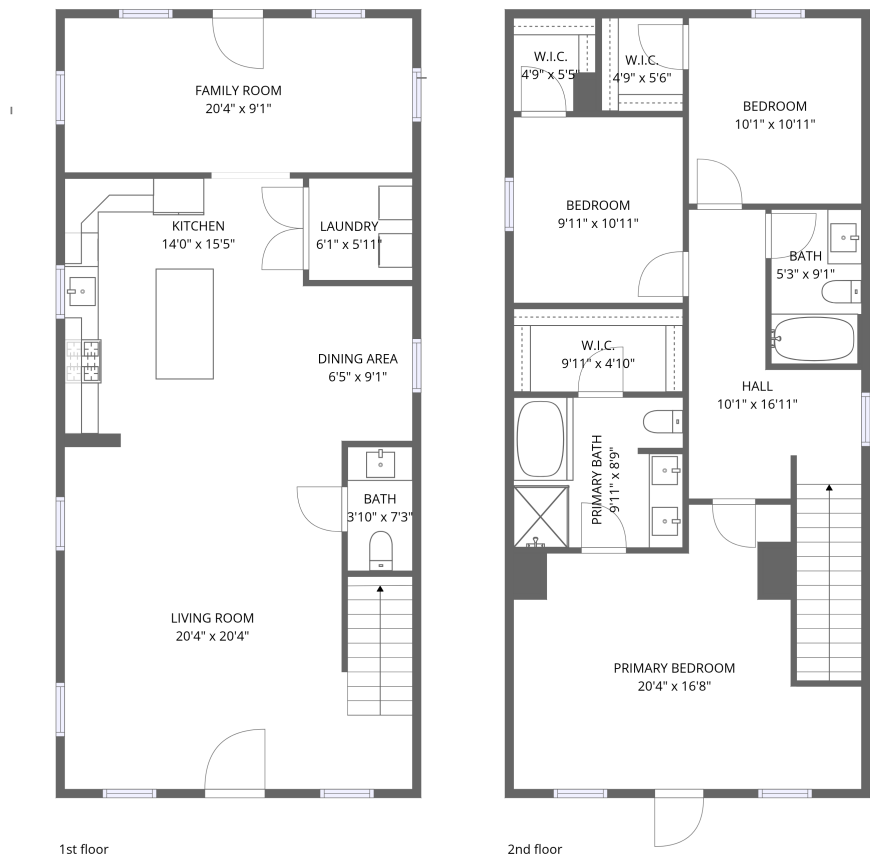 FAMILY ROOM
20'4" x 9'1"
KITCHEN
14'0" x 15'5"
LAUNDRY
6'1" x 5'11"
DINING AREA
6'5" x 9'1"
BATH
3'10" x 7'3"
LIVING ROOM
20'4" x 20'4"
1st floor
W.I.C.
4'9" x 5'5"
W.I.C.
4'9" x 5'6"
BEDROOM
10'1" x 10'11"
BEDROOM
9'11" x 10'11"
BATH
5'3" x 9'1"
W.I.C.
9'11" x 4'10"
HALL
10'1" x 16'11"
PRIMARY BATH
9'11" x 8'9"
PRIMARY BEDROOM
20'4" x 16'8"
2nd floor